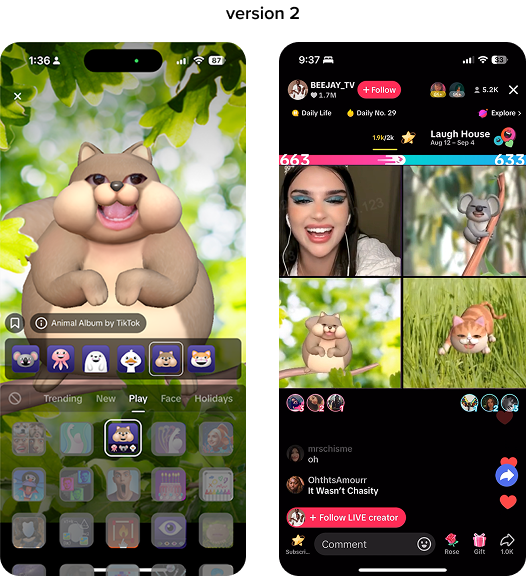 version 2
1:36
87
Animal Album by TikTok
Trending New Play Face Holidays
9:37
33
BEEJAY_TV
1.7M
+ Follow
5.2K
Daily Life
Daily No. 29
Explore >
1.9k/2k
Laugh House
Aug 12 – Sep 4
663
633
123
mrschisme
oh
OhthtsAmourr
It Wasn't Chasity
+ Follow LIVE creator
Subscri...
Comment
Rose
Gift
1.0K